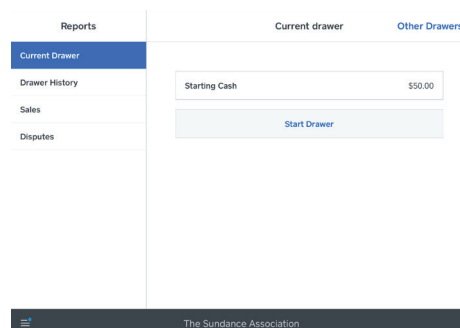 Reports
Current drawer
Other Drawers
Current Drawer
Drawer History
Sales
Disputes
Starting Cash
$50.00
Start Drawer
The Sundance Association